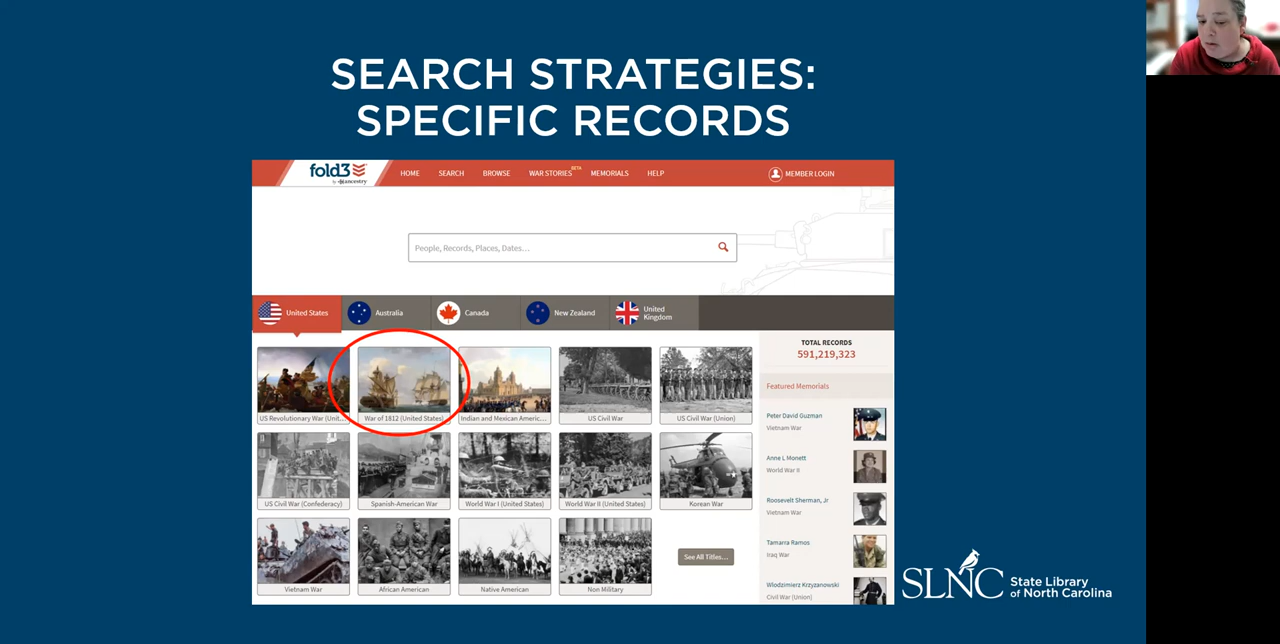 SEARCH STRATEGIES:
SPECIFIC RECORDS
fold3
by ancestry
HOME SEARCH BROWSE WAR STORIES BETA MEMORIALS HELP MEMBER LOGIN
People, Records, Places, Dates...
United States Australia Canada New Zealand United
Kingdom
TOTAL RECORDS
591,219,323
Featured Memorials
US Revolutionary War (Unit... War of 1812 (United States) Indian and Mexican Americ... US Civil War US Civil War (Union)
US Civil War (Confederacy) Spanish-American War World War I (United States) World War II (United States) Korean War
Vietnam War African American Native American Non Military
See All Titles...
Peter David Guzman
Vietnam War
Anne L Monett
World War II
Roosevelt Sherman, Jr
Vietnam War
Tamarra Ramos
Iraq War
Wlodzimierz Krzyzanowski
Civil War (Union)
SLNC State Library
of North Carolina